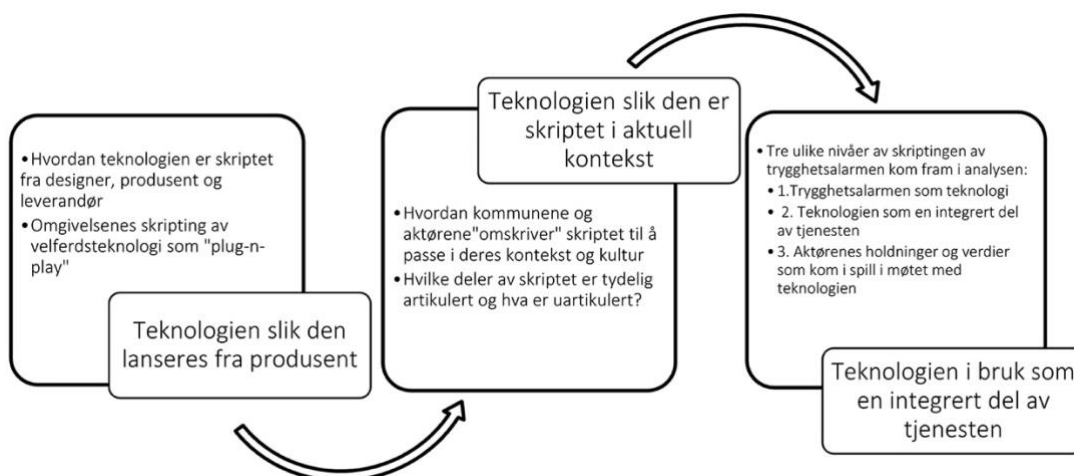 •Hvordan teknologien er skriptet
fra designer, produsent og
leverandør
•Omgivelsenes skripting av
velferdsteknologi som "plug-n-
play"
Teknologien slik den
lanseres fra produsent
Teknologien slik den er
skriptet i aktuell
kontekst
•Hvordan kommunene og
aktørene"omskriver" skriptet til å
passe i deres kontekst og kultur
•Hvilke deler av skriptet er tydelig
artikulert og hva er uartikulert?
•Tre ulike nivåer av skriptingen av
trygghetsalarmen kom fram i analysen:
•1.Trygghetsalarmen som teknologi
• 2. Teknologien som en integrert del
av tjenesten
•3. Aktørenes holdninger og verdier
som kom i spill i møtet med
teknologien
Teknologien i bruk som
en integrert del av
tjenesten